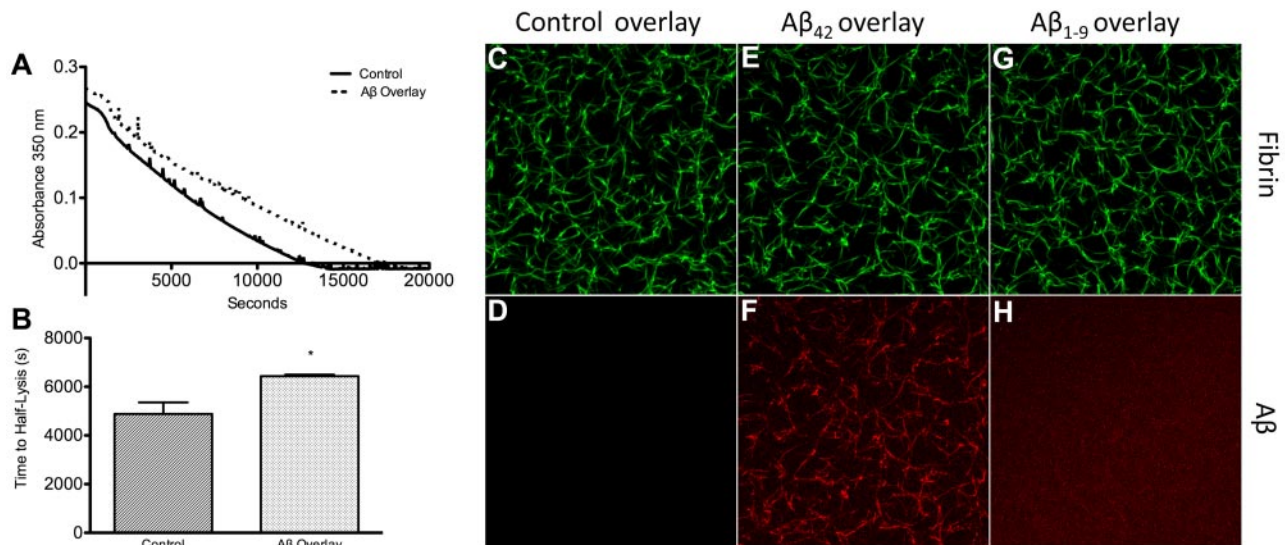 Control overlay
Aβ42 overlay
Aβ1-9 overlay
A
0.3
0.2
0.1
0.0
Absorbance 350 nm
Control
Aβ Overlay
5000
10000
15000
20000
Seconds
B
8000
6000
4000
2000
0
Time to Half-Lysis (s)
*
Control
Aβ Overlay
C
E
G
Fibrin
D
F
H
Aβ